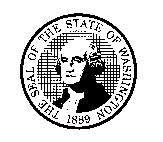 THE SEAL OF THE STATE OF WASHINGTON
1889